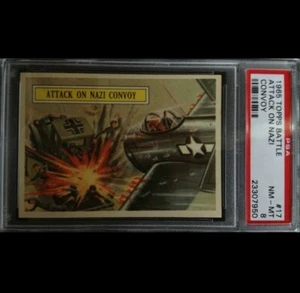 ATTACK ON NAZI CONVOY
PSA
1965 TOPPS BATTLE
ATTACK ON NAZI
CONVOY
#17
NM - MT 8
23307950